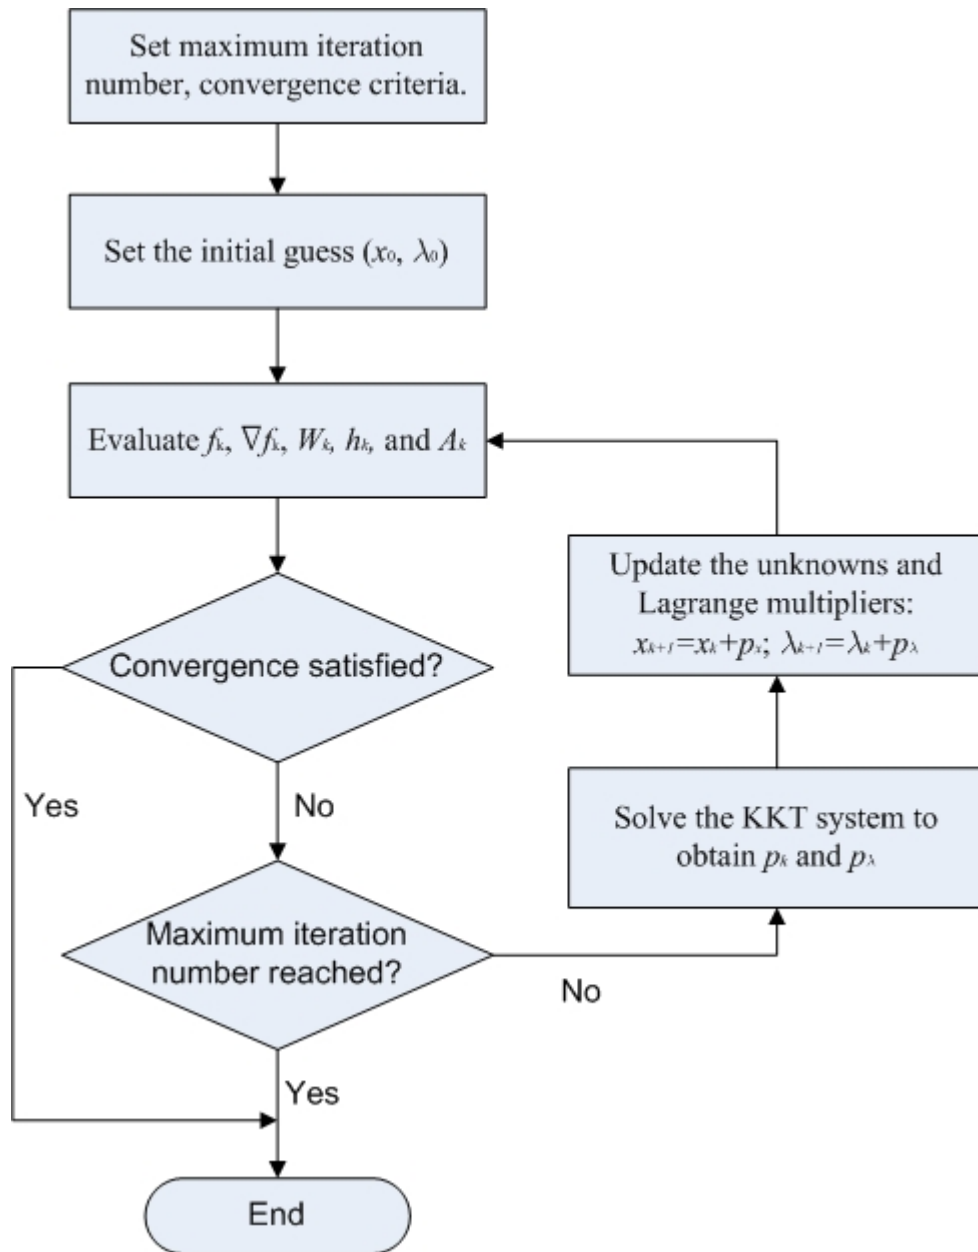 Set maximum iteration
number, convergence criteria.
Set the initial guess (x₀, λ₀)
Evaluate fₖ, ∇fₖ, Wₖ, hₖ, and Aₖ
Convergence satisfied?
Yes
No
Maximum iteration
number reached?
No
Yes
End
Solve the KKT system to
obtain pₖ and p_λ
Update the unknowns and
Lagrange multipliers:
xₖ₊₁=xₖ+pₓ; λₖ₊₁=λₖ+p_λ